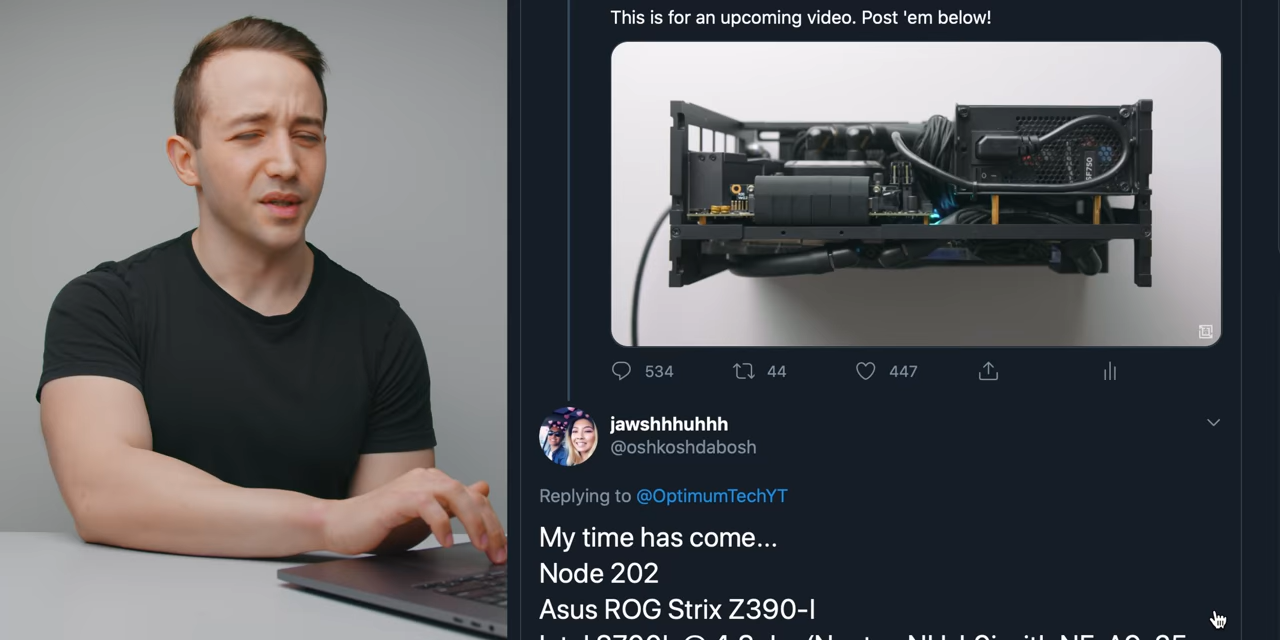 This is for an upcoming video. Post 'em below!
SF750
534
44
447
jawshhhuhhh
@oshkoshdabosh
Replying to @OptimumTechYT
My time has come...
Node 202
Asus ROG Strix Z390-I